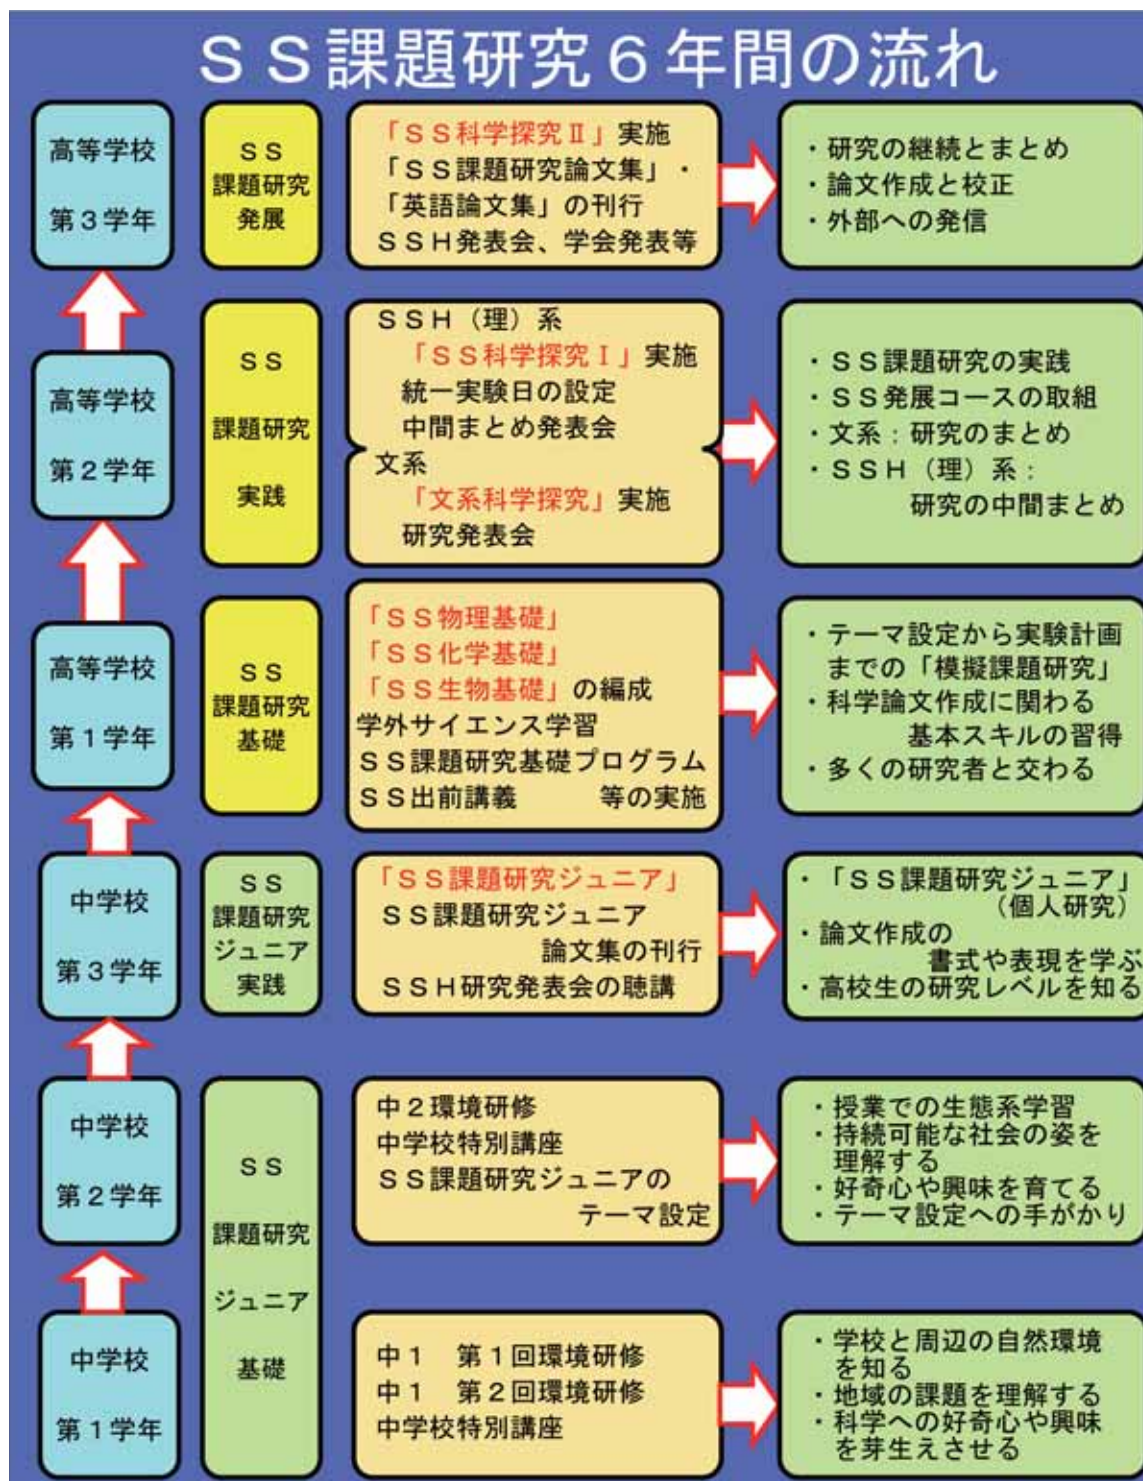 ＳＳ課題研究６年間の流れ
高等学校
第３学年
ＳＳ
課題研究
発展
「ＳＳ科学探究Ⅱ」実施
「ＳＳ課題研究論文集」・
「英語論文集」の刊行
ＳＳＨ発表会、学会発表等
・研究の継続とまとめ
・論文作成と校正
・外部への発信
高等学校
第２学年
ＳＳ
課題研究
実践
ＳＳＨ（理）系
「ＳＳ科学探究Ⅰ」実施
統一実験日の設定
中間まとめ発表会
文系
「文系科学探究」実施
研究発表会
・ＳＳ課題研究の実践
・ＳＳ発展コースの取組
・文系：研究のまとめ
・ＳＳＨ（理）系：
研究の中間まとめ
高等学校
第１学年
ＳＳ
課題研究
基礎
「ＳＳ物理基礎」
「ＳＳ化学基礎」
「ＳＳ生物基礎」の編成
学外サイエンス学習
ＳＳ課題研究基礎プログラム
ＳＳ出前講義　　等の実施
・テーマ設定から実験計画
までの「模擬課題研究」
・科学論文作成に関わる
基本スキルの習得
・多くの研究者と交わる
中学校
第３学年
ＳＳ
課題研究
ジュニア
実践
「ＳＳ課題研究ジュニア」
ＳＳ課題研究ジュニア
論文集の刊行
ＳＳＨ研究発表会の聴講
・「ＳＳ課題研究ジュニア」
（個人研究）
・論文作成の
書式や表現を学ぶ
・高校生の研究レベルを知る
中学校
第２学年
ＳＳ
課題研究
ジュニア
基礎
中２環境研修
中学校特別講座
ＳＳ課題研究ジュニアの
テーマ設定
・授業での生態系学習
・持続可能な社会の姿を
理解する
・好奇心や興味を育てる
・テーマ設定への手がかり
中学校
第１学年
中１　第１回環境研修
中１　第２回環境研修
中学校特別講座
・学校と周辺の自然環境
を知る
・地域の課題を理解する
・科学への好奇心や興味
を芽生えさせる